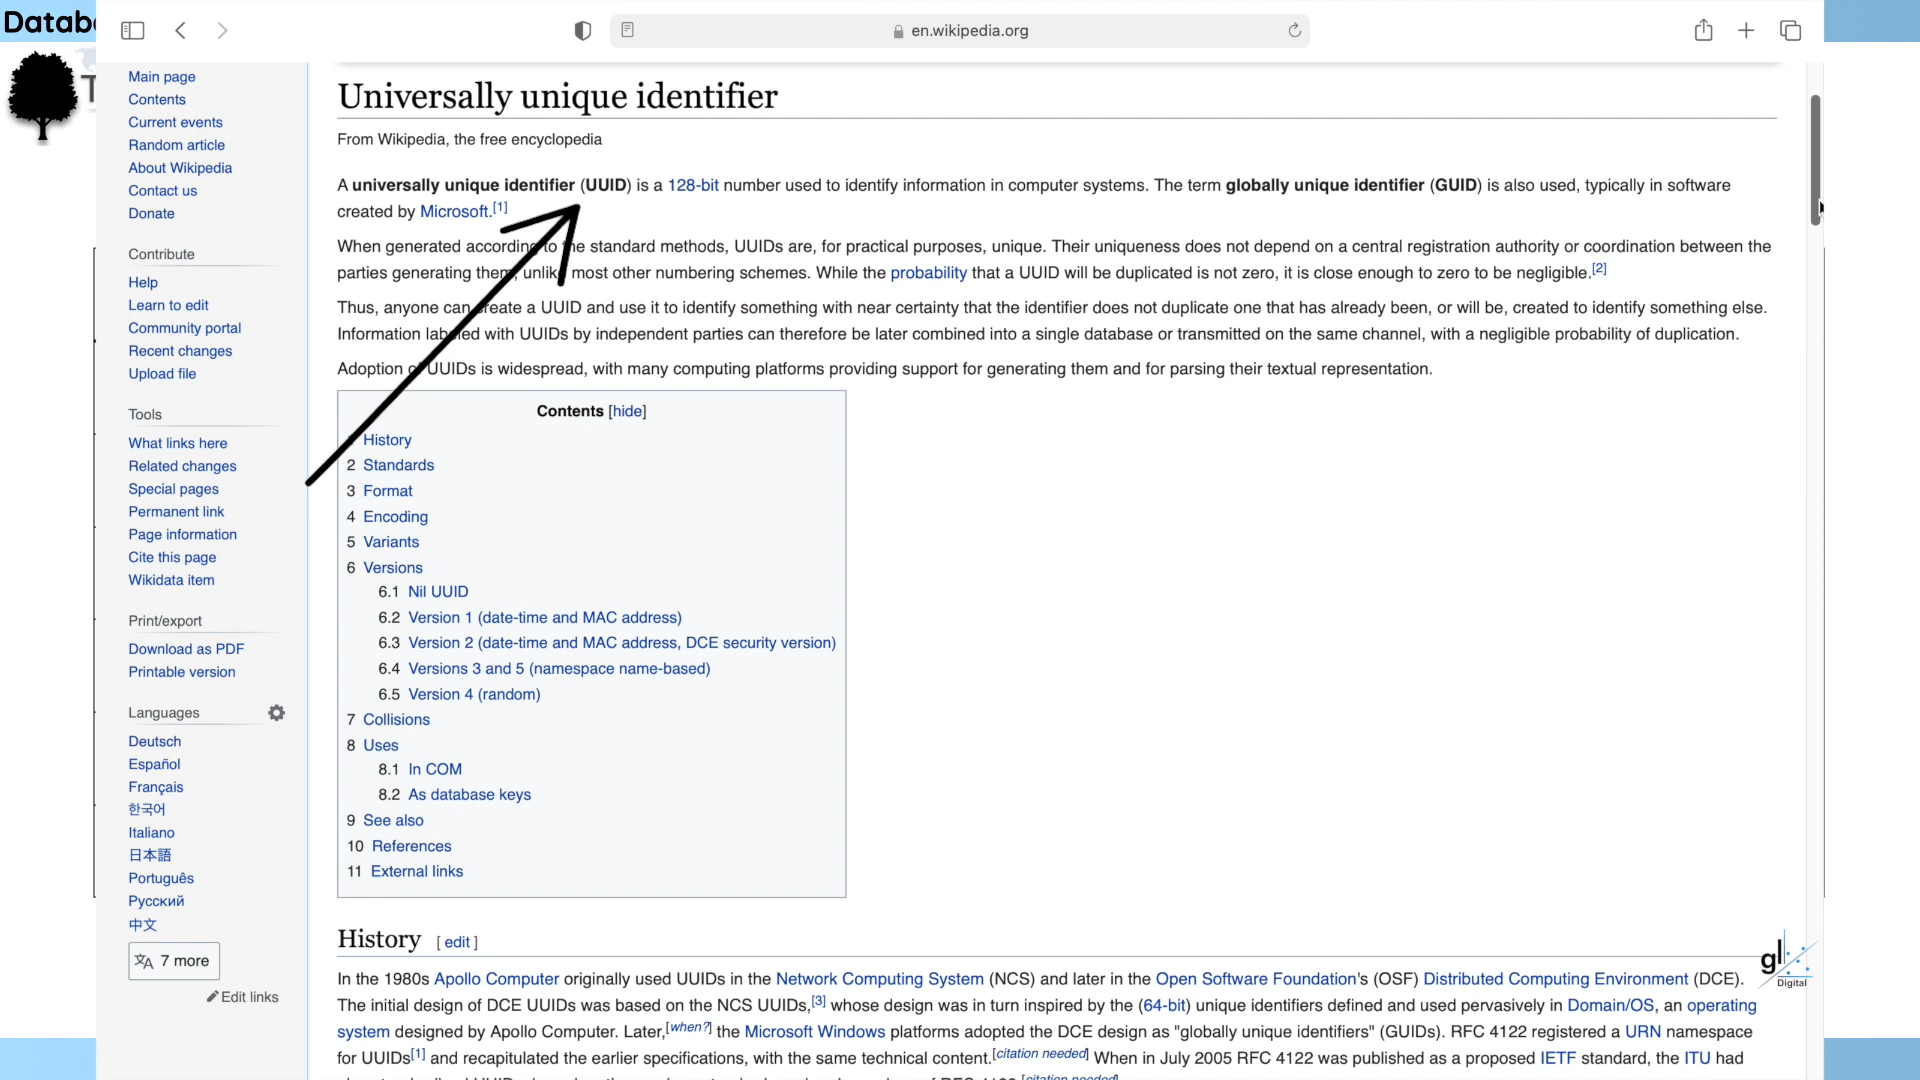 Datab
en.wikipedia.org
T
Main page
Contents
Current events
Random article
About Wikipedia
Contact us
Donate
Contribute
Help
Learn to edit
Community portal
Recent changes
Upload file
Tools
What links here
Related changes
Special pages
Permanent link
Page information
Cite this page
Wikidata item
Print/export
Download as PDF
Printable version
Languages
Deutsch
Español
Français
한국어
Italiano
日本語
Português
Русский
中文
7 more
Edit links
Universally unique identifier
From Wikipedia, the free encyclopedia
A universally unique identifier (UUID) is a 128-bit number used to identify information in computer systems. The term globally unique identifier (GUID) is also used, typically in software
created by Microsoft.[1]
When generated according to the standard methods, UUIDs are, for practical purposes, unique. Their uniqueness does not depend on a central registration authority or coordination between the
parties generating them, unlike most other numbering schemes. While the probability that a UUID will be duplicated is not zero, it is close enough to zero to be negligible.[2]
Thus, anyone can create a UUID and use it to identify something with near certainty that the identifier does not duplicate one that has already been, or will be, created to identify something else.
Information labeled with UUIDs by independent parties can therefore be later combined into a single database or transmitted on the same channel, with a negligible probability of duplication.
Adoption of UUIDs is widespread, with many computing platforms providing support for generating them and for parsing their textual representation.
Contents [hide]
History
2 Standards
3 Format
4 Encoding
5 Variants
6 Versions
6.1 Nil UUID
6.2 Version 1 (date-time and MAC address)
6.3 Version 2 (date-time and MAC address, DCE security version)
6.4 Versions 3 and 5 (namespace name-based)
6.5 Version 4 (random)
7 Collisions
8 Uses
8.1 In COM
8.2 As database keys
9 See also
10 References
11 External links
History [ edit ]
In the 1980s Apollo Computer originally used UUIDs in the Network Computing System (NCS) and later in the Open Software Foundation's (OSF) Distributed Computing Environment (DCE).
The initial design of DCE UUIDs was based on the NCS UUIDs,[3] whose design was in turn inspired by the (64-bit) unique identifiers defined and used pervasively in Domain/OS, an operating
system designed by Apollo Computer. Later,[when?] the Microsoft Windows platforms adopted the DCE design as "globally unique identifiers" (GUIDs). RFC 4122 registered a URN namespace
for UUIDs[1] and recapitulated the earlier specifications, with the same technical content.[citation needed] When in July 2005 RFC 4122 was published as a proposed IETF standard, the ITU had
gl
Digital